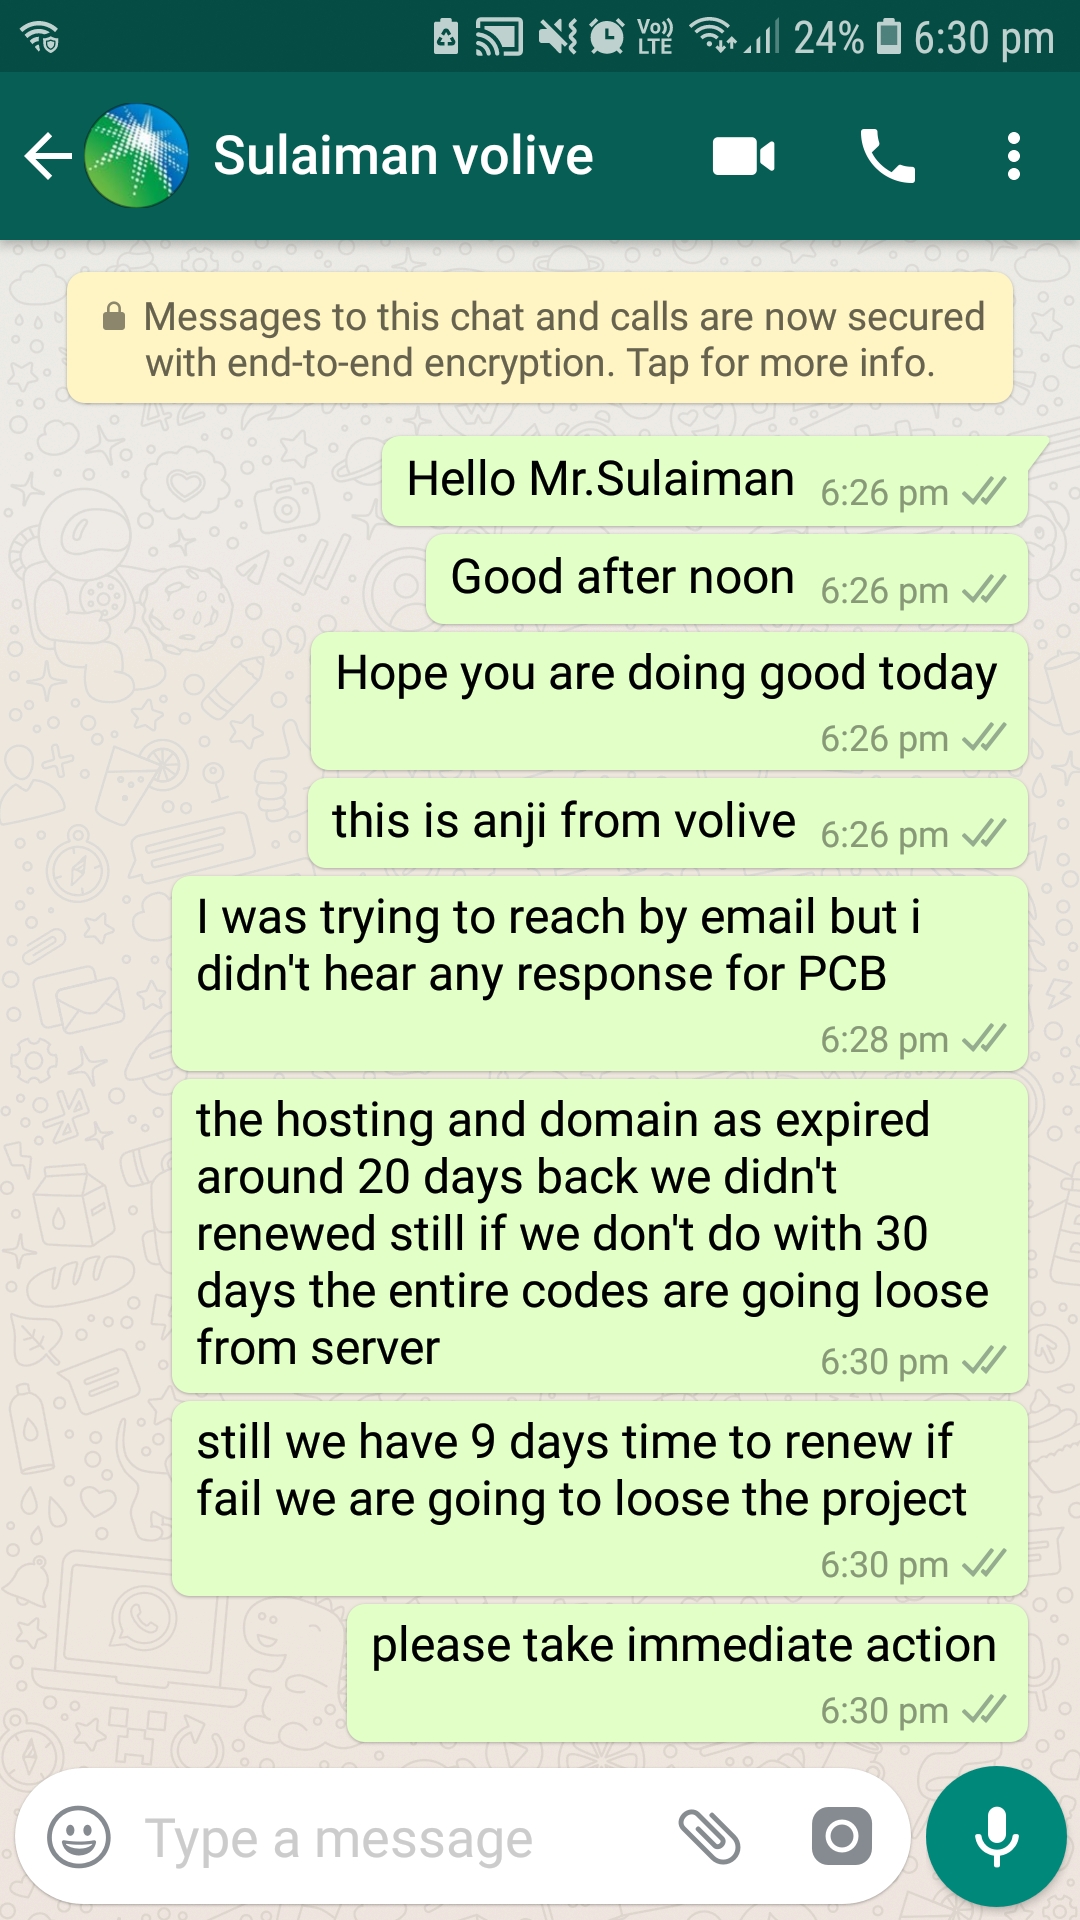 Vo)) LTE 24% 6:30 pm
Sulaiman volive
Messages to this chat and calls are now secured
with end-to-end encryption. Tap for more info.
Hello Mr.Sulaiman 6:26 pm
Good after noon 6:26 pm
Hope you are doing good today
6:26 pm
this is anji from volive 6:26 pm
I was trying to reach by email but i
didn't hear any response for PCB
6:28 pm
the hosting and domain as expired
around 20 days back we didn't
renewed still if we don't do with 30
days the entire codes are going loose
from server 6:30 pm
still we have 9 days time to renew if
fail we are going to loose the project
6:30 pm
please take immediate action
6:30 pm
Type a message